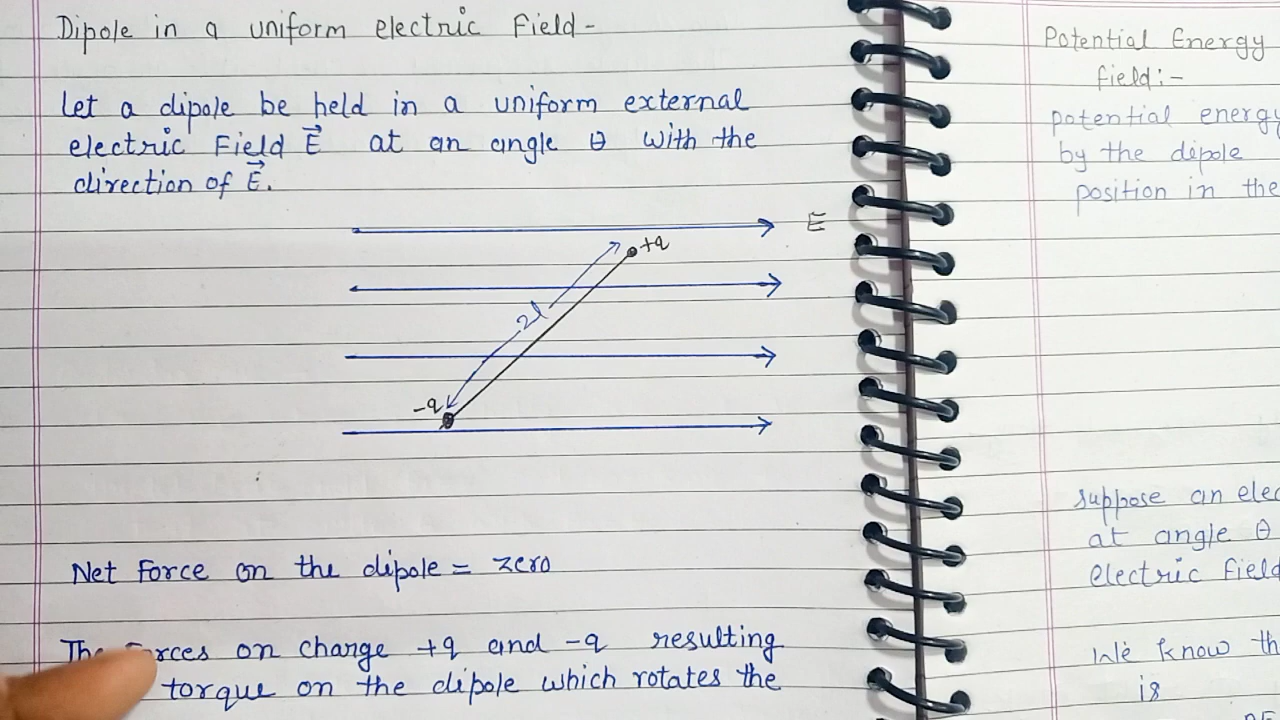 Dipole in a uniform electric Field -
Let a dipole be held in a uniform external
electric Field E⃗ at an angle θ with the
direction of E⃗.
E
+q
2l
-q
Net force on the dipole = zero
The forces on charge +q and -q resulting
torque on the dipole which rotates the
Potential Energy
field:-
potential energy
by the dipole
position in the
suppose an elec
at angle θ
electric field
We know th
is